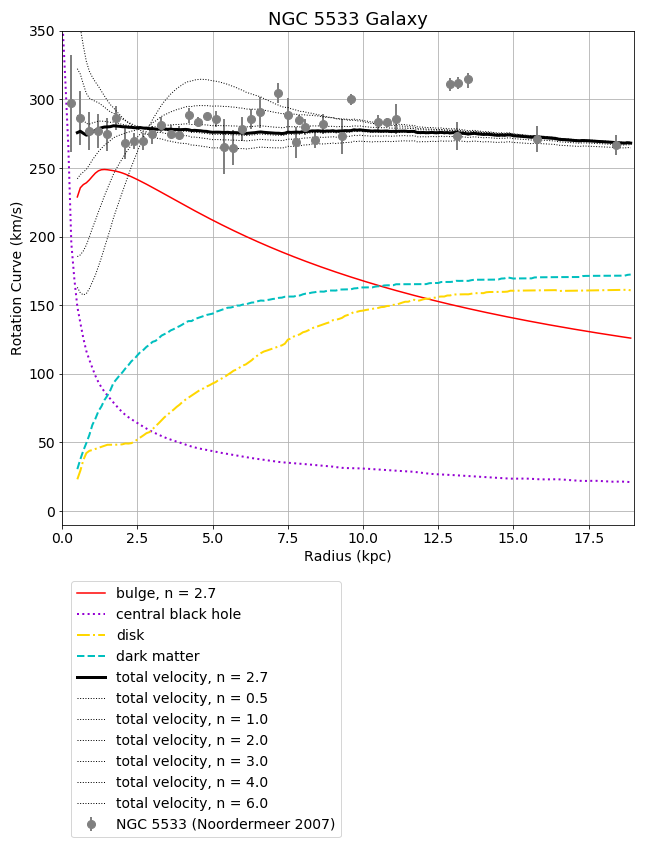 NGC 5533 Galaxy
Rotation Curve (km/s)
350
300
250
200
150
100
50
0
0.0 2.5 5.0 7.5 10.0 12.5 15.0 17.5
Radius (kpc)
bulge, n = 2.7
central black hole
disk
dark matter
total velocity, n = 2.7
total velocity, n = 0.5
total velocity, n = 1.0
total velocity, n = 2.0
total velocity, n = 3.0
total velocity, n = 4.0
total velocity, n = 6.0
NGC 5533 (Noordermeer 2007)